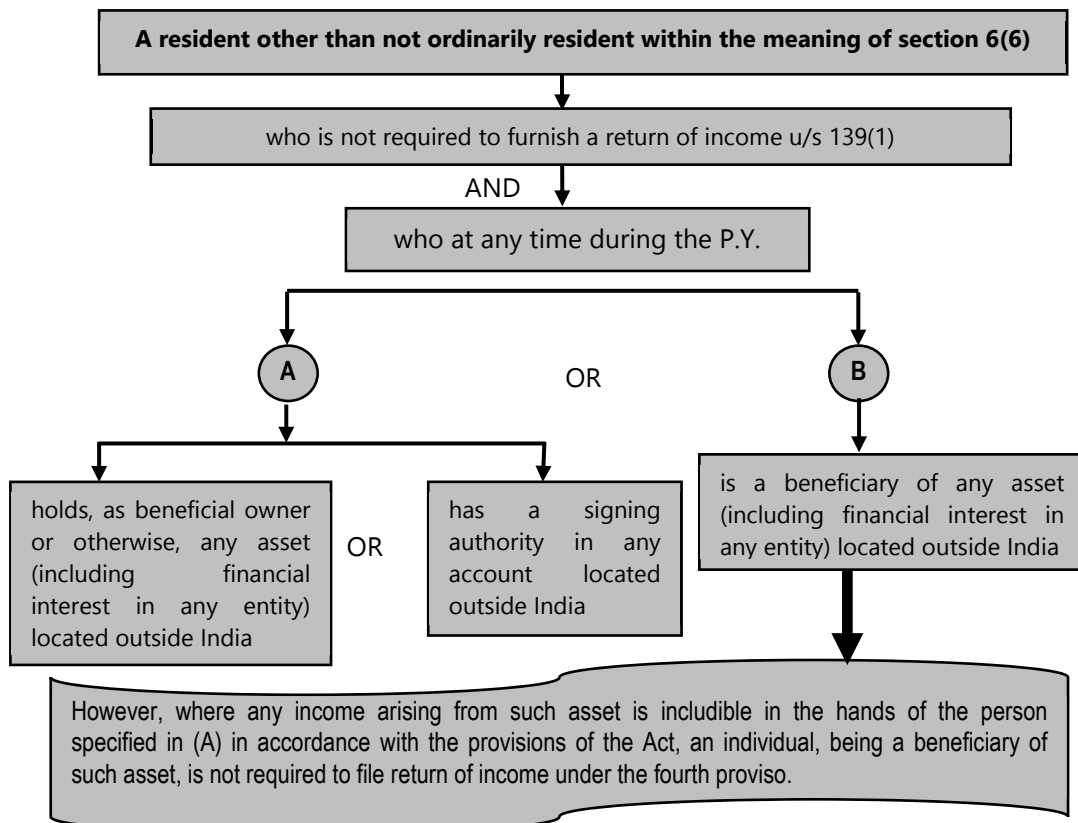 A resident other than not ordinarily resident within the meaning of section 6(6)
who is not required to furnish a return of income u/s 139(1)
AND
who at any time during the P.Y.
A
OR
B
holds, as beneficial owner
or otherwise, any asset
(including financial
interest in any entity)
located outside India
OR
has a signing
authority in any
account located
outside India
is a beneficiary of any asset
(including financial interest in
any entity) located outside India
However, where any income arising from such asset is includible in the hands of the person
specified in (A) in accordance with the provisions of the Act, an individual, being a beneficiary of
such asset, is not required to file return of income under the fourth proviso.